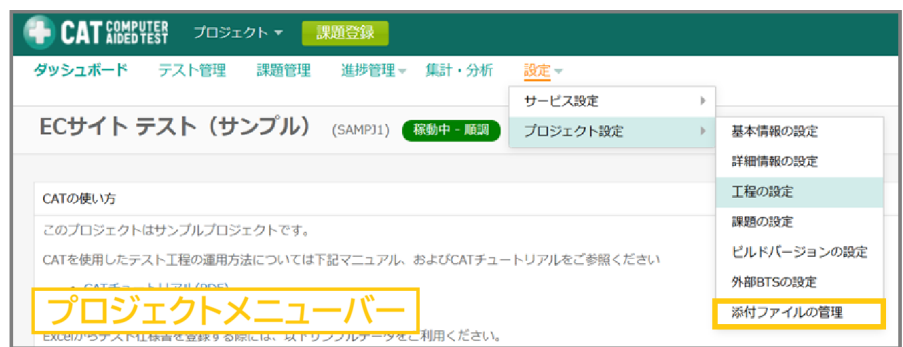 CAT COMPUTER AIDED TEST プロジェクト 課題登録
ダッシュボード テスト管理 課題管理 進捗管理 集計・分析 設定
サービス設定
ECサイト テスト（サンプル） (SAMPJ1) 稼動中 - 順調
プロジェクト設定
基本情報の設定
詳細情報の設定
工程の設定
課題の設定
ビルドバージョンの設定
外部BTSの設定
添付ファイルの管理
CATの使い方
このプロジェクトはサンプルプロジェクトです。
CATを使用したテスト工程の運用方法については下記マニュアル、およびCATチュートリアルをご参照ください
CATチュートリアル(PDF)
プロジェクトメニューバー
Excelからテスト仕様書を登録する際には、以下サンプルデータをご利用ください。